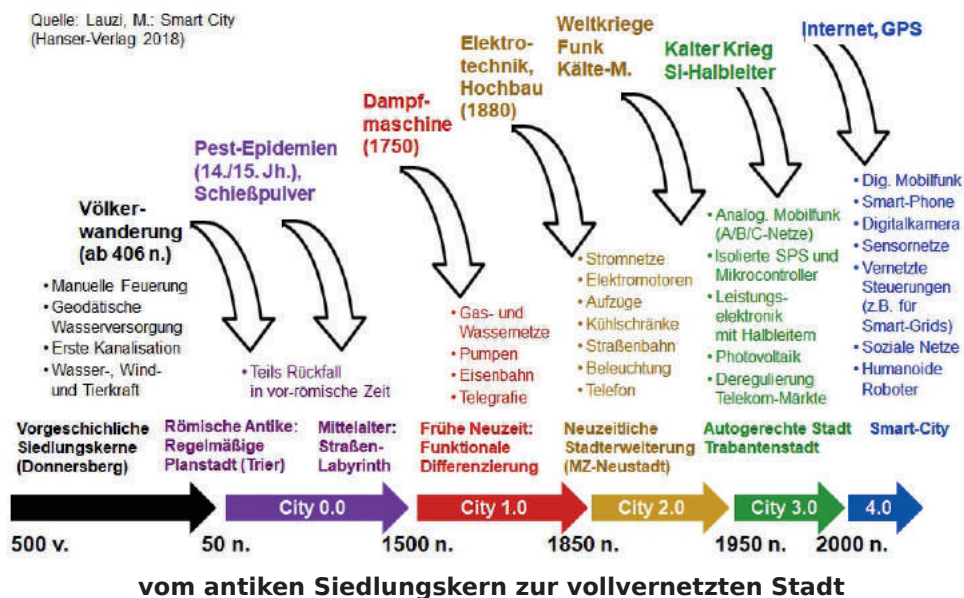 Quelle: Lauzi, M.: Smart City
(Hanser-Verlag 2018)
Völker-
wanderung
(ab 406 n.)
• Manuelle Feuerung
• Geodätische
Wasserversorgung
• Erste Kanalisation
• Wasser-, Wind-
und Tierkraft
Pest-Epidemien
(14./15. Jh.),
Schießpulver
• Teils Rückfall
in vor-römische Zeit
Dampf-
maschine
(1750)
• Gas- und
Wassernetze
• Pumpen
• Eisenbahn
• Telegrafie
Elektro-
technik,
Hochbau
(1880)
• Stromnetze
• Elektromotoren
• Aufzüge
• Kühlschränke
• Straßenbahn
• Beleuchtung
• Telefon
Weltkriege
Funk
Kälte-M.
Kalter Krieg
Si-Halbleiter
• Analog. Mobilfunk
(A/B/C-Netze)
• Isolierte SPS und
Mikrocontroller
• Leistungs-
elektronik
mit Halbleitern
• Photovoltaik
• Deregulierung
Telekom-Märkte
Internet, GPS
• Dig. Mobilfunk
• Smart-Phone
• Digitalkamera
• Sensornetze
• Vernetzte
Steuerungen
(z.B. für
Smart-Grids)
• Soziale Netze
• Humanoide
Roboter
Vorgeschichliche
Siedlungskerne
(Donnersberg)
Römische Antike:
Regelmäßige
Planstadt (Trier)
Mittelalter:
Straßen-
Labyrinth
Frühe Neuzeit:
Funktionale
Differenzierung
Neuzeitliche
Stadterweiterung
(MZ-Neustadt)
Autogerechte Stadt
Trabantenstadt
Smart-City
City 0.0
City 1.0
City 2.0
City 3.0
4.0
500 v.
50 n.
1500 n.
1850 n.
1950 n.
2000 n.
vom antiken Siedlungskern zur vollvernetzten Stadt